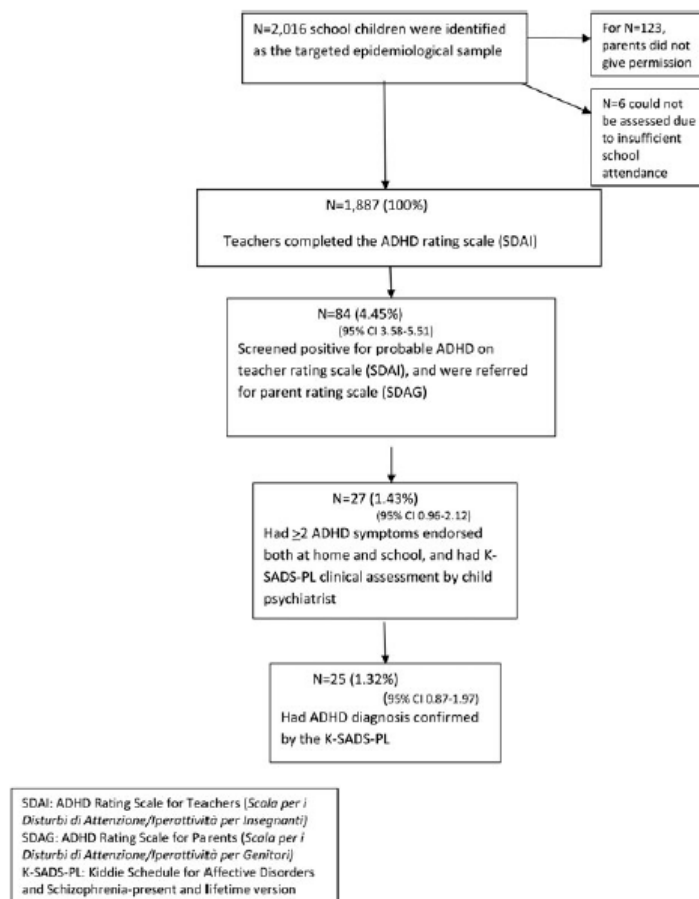 N=2,016 school children were identified
as the targeted epidemiological sample
For N=123,
parents did not
give permission
N=6 could not
be assessed due
to insufficient
school
attendance
N=1,887 (100%)
Teachers completed the ADHD rating scale (SDAI)
N=84 (4.45%)
(95% CI 3.58-5.51)
Screened positive for probable ADHD on
teacher rating scale (SDAI), and were referred
for parent rating scale (SDAG)
N=27 (1.43%)
(95% CI 0.96-2.12)
Had ≥2 ADHD symptoms endorsed
both at home and school, and had K-
SADS-PL clinical assessment by child
psychiatrist
N=25 (1.32%)
(95% CI 0.87-1.97)
Had ADHD diagnosis confirmed
by the K-SADS-PL
SDAI: ADHD Rating Scale for Teachers (Scala per i
Disturbi di Attenzione/Iperattività per Insegnanti)
SDAG: ADHD Rating Scale for Parents (Scala per i
Disturbi di Attenzione/Iperattività per Genitori)
K-SADS-PL: Kiddie Schedule for Affective Disorders
and Schizophrenia-present and lifetime version